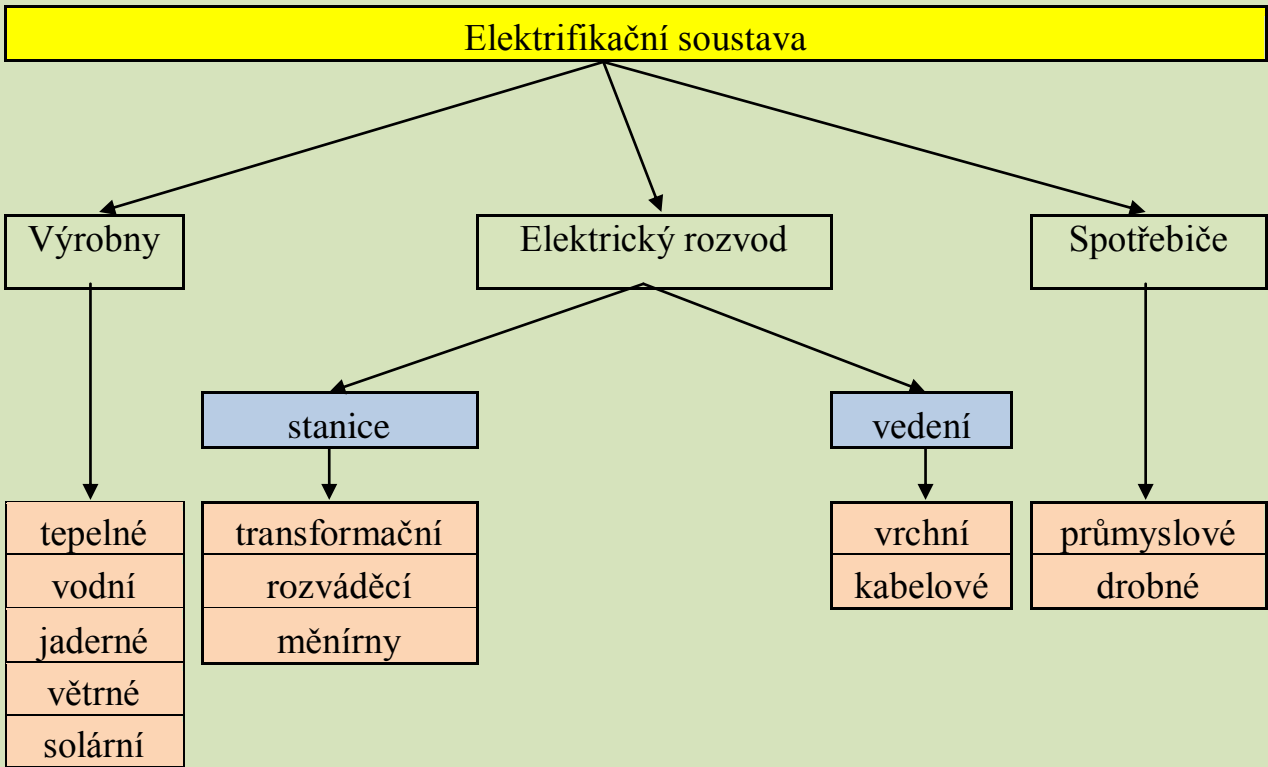 Elektrifikační soustava
Výrobny
Elektrický rozvod
Spotřebiče
stanice
vedení
tepelné
vodní
jaderné
větrné
solární
transformační
rozváděcí
měnírny
vrchní
kabelové
průmyslové
drobné